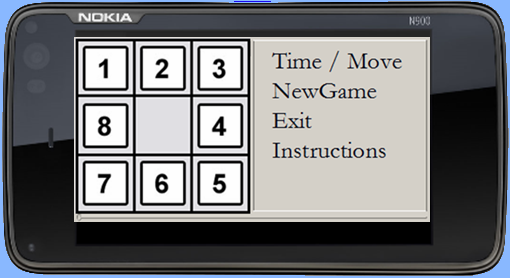 NOKIA
N900
1 2 3
8 4
7 6 5
Time / Move
NewGame
Exit
Instructions